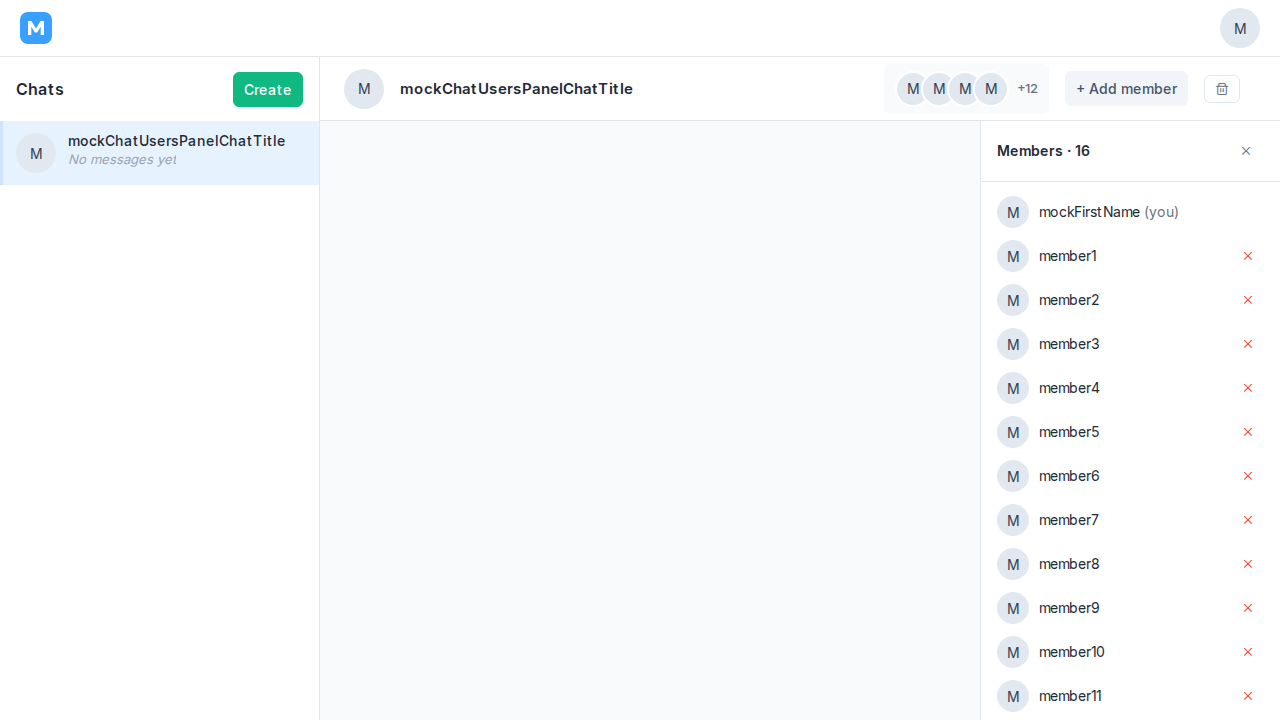 M
M
Chats
Create
M
mockChatUsersPanelChatTitle
No messages yet
M
mockChatUsersPanelChatTitle
M
M
M
M
+12
+ Add member
Members · 16
M
mockFirstName (you)
M
member1
M
member2
M
member3
M
member4
M
member5
M
member6
M
member7
M
member8
M
member9
M
member10
M
member11